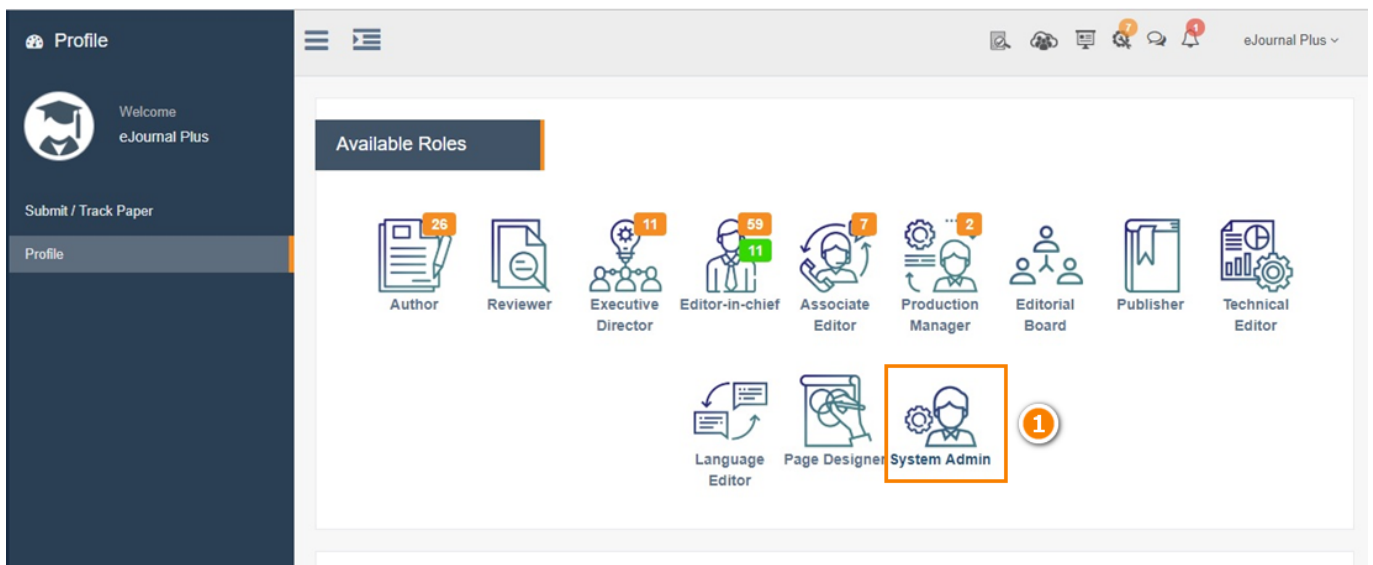 Profile
7
1
eJournal Plus
Welcome
eJournal Plus
Available Roles
Submit / Track Paper
Profile
26
11
59
11
7
2
Author
Reviewer
Executive
Director
Editor-in-chief
Associate
Editor
Production
Manager
Editorial
Board
Publisher
Technical
Editor
Language
Editor
Page Designer
System Admin
1